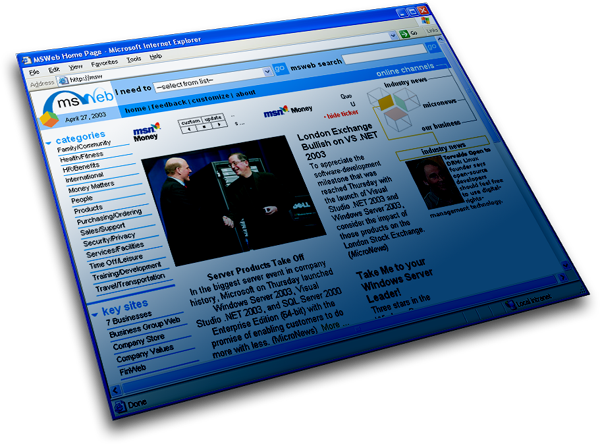 MSWeb Home Page - Microsoft Internet Explorer
File Edit View Favorites Tools Help
Address http://msw Go Links
msWeb
I need to --select from list-- go msweb search go
home | feedback | customize | about
online channels
April 27, 2003
categories
Family/Community
Health/Fitness
HR/Benefits
International
Money Matters
People
Products
Purchasing/Ordering
Sales/Support
Security/Privacy
Services/Facilities
Time Off/Leisure
Training/Development
Travel/Transportation
key sites
7 Businesses
Business Group Web
Company Store
Company Values
FinWeb
msn
Money
custom update
msn Money
Quo
U
- hide ticker
DELL
Server Products Take Off
In the biggest server event in company
history, Microsoft on Thursday launched
Windows Server 2003, Visual
Studio .NET 2003, and SQL Server 2000
Enterprise Edition (64-bit) with the
promise of enabling customers to do
more with less. (MicroNews) More
London Exchange
Bullish on VS .NET
2003
To appreciate the
software-development
milestone that was
reached Thursday with
the launch of Visual
Studio .NET 2003 and
Windows Server 2003,
consider the impact of
those products on the
London Stock Exchange.
(MicroNews)
Take Me to your
Windows Server
Leader!
Three stars in the
industry news
micronews
our business
industry news
Torvalds Open to
DRM: Linux
founder says
open-source
developers
should feel free
to use digital-
rights-
management technology.
Done
Local intranet